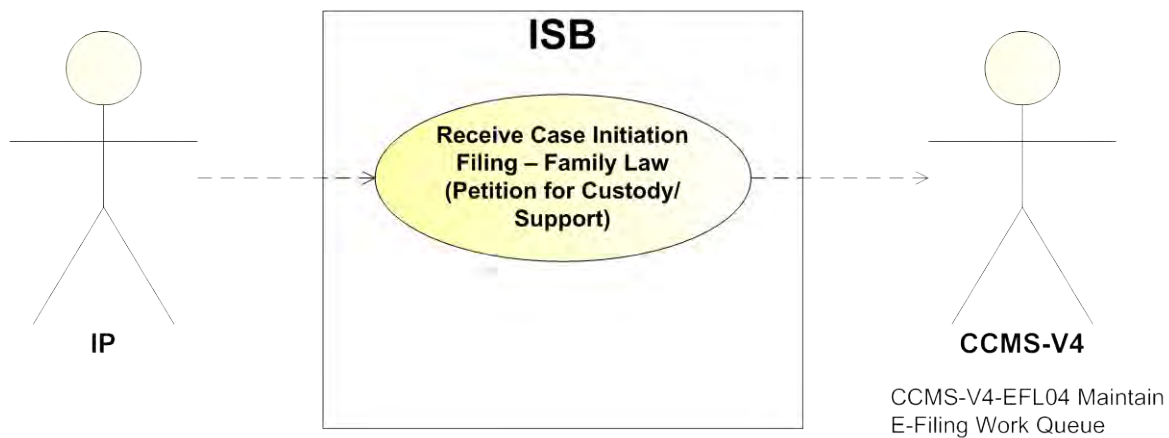 ISB
Receive Case Initiation
Filing – Family Law
(Petition for Custody/
Support)
IP
CCMS-V4
CCMS-V4-EFL04 Maintain
E-Filing Work Queue